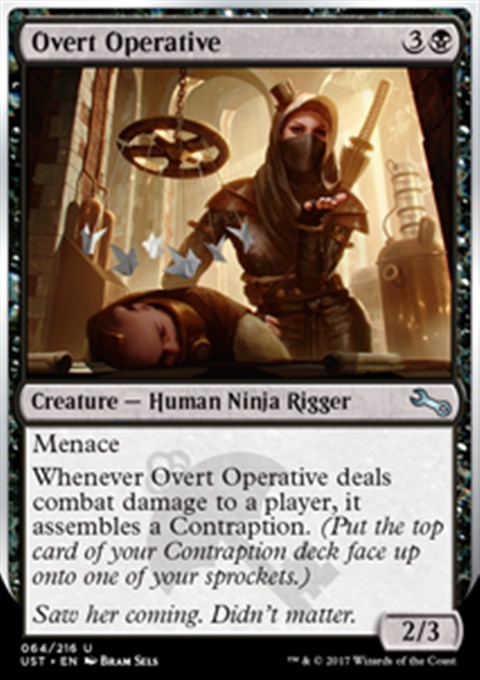 Overt Operative 3
Creature — Human Ninja Rigger
Menace
Whenever Overt Operative deals
combat damage to a player, it
assembles a Contraption. (Put the top
card of your Contraption deck face up
onto one of your sprockets.)
Saw her coming. Didn't matter.
2/3
064/216 U
UST • EN Bram Sels
™ & © 2017 Wizards of the Coast